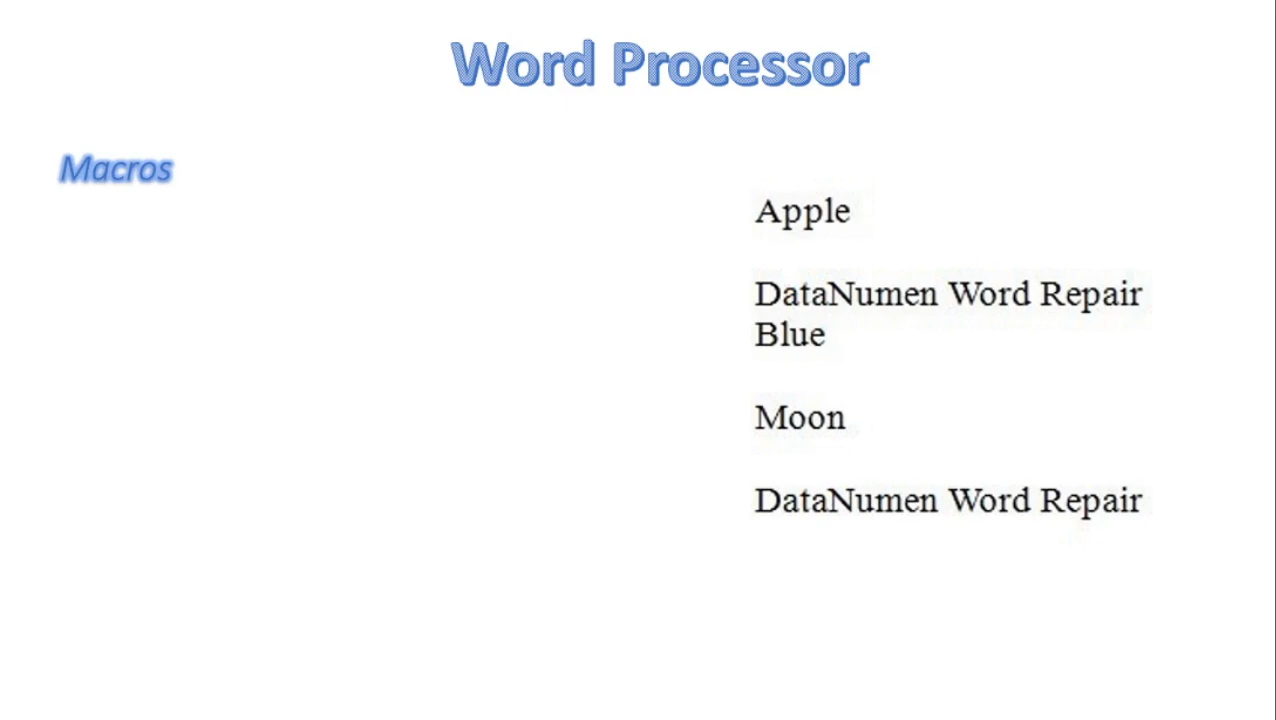 Word Processor
Macros
Apple
DataNumen Word Repair
Blue
Moon
DataNumen Word Repair